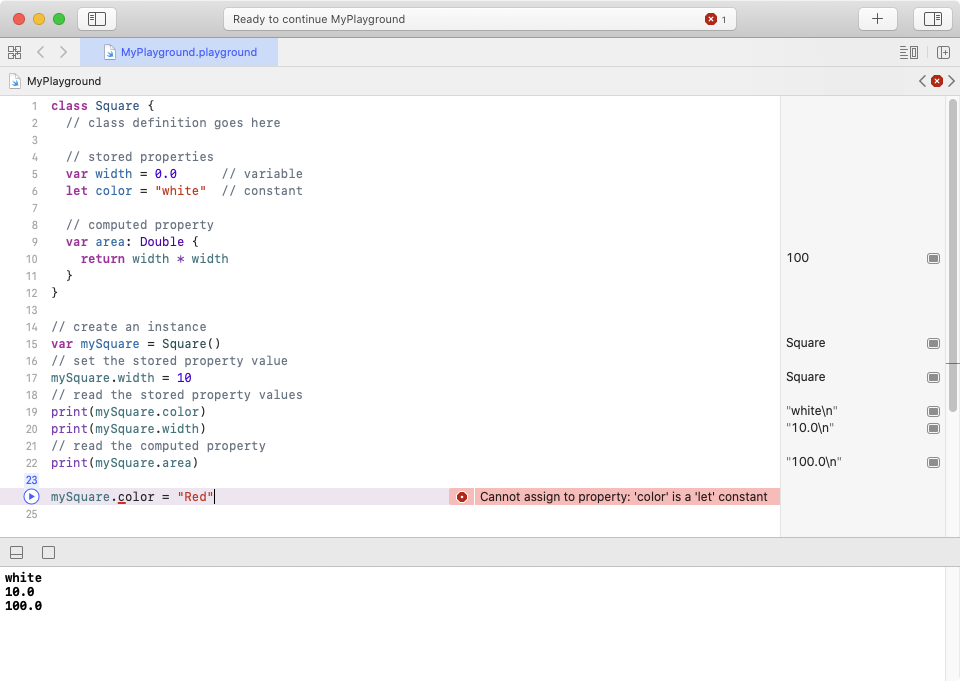 Ready to continue MyPlayground 1
MyPlayground.playground
MyPlayground
1 class Square {
2 // class definition goes here
3
4 // stored properties
5 var width = 0.0 // variable
6 let color = "white" // constant
7
8 // computed property
9 var area: Double {
10 return width * width 100
11 }
12 }
13
14 // create an instance
15 var mySquare = Square() Square
16 // set the stored property value
17 mySquare.width = 10 Square
18 // read the stored property values
19 print(mySquare.color) "white\n"
20 print(mySquare.width) "10.0\n"
21 // read the computed property
22 print(mySquare.area) "100.0\n"
23
mySquare.color = "Red" Cannot assign to property: 'color' is a 'let' constant
25
white
10.0
100.0